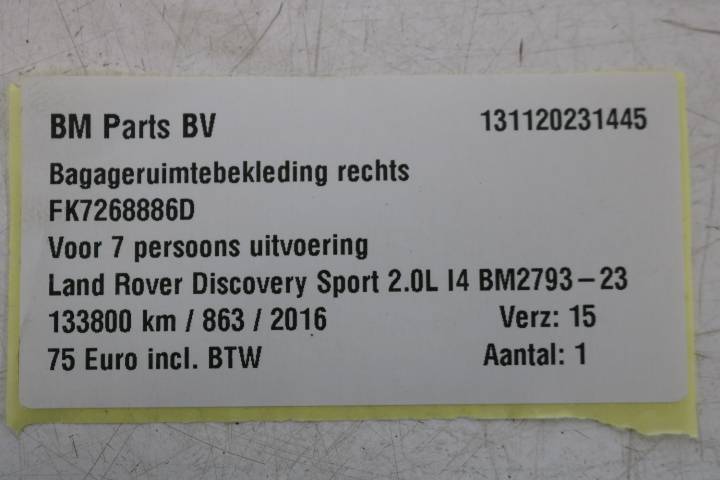 BM Parts BV 131120231445
Bagageruimtebekleding rechts
FK7268886D
Voor 7 persoons uitvoering
Land Rover Discovery Sport 2.0L I4 BM2793-23
133800 km / 863 / 2016 Verz: 15
75 Euro incl. BTW Aantal: 1